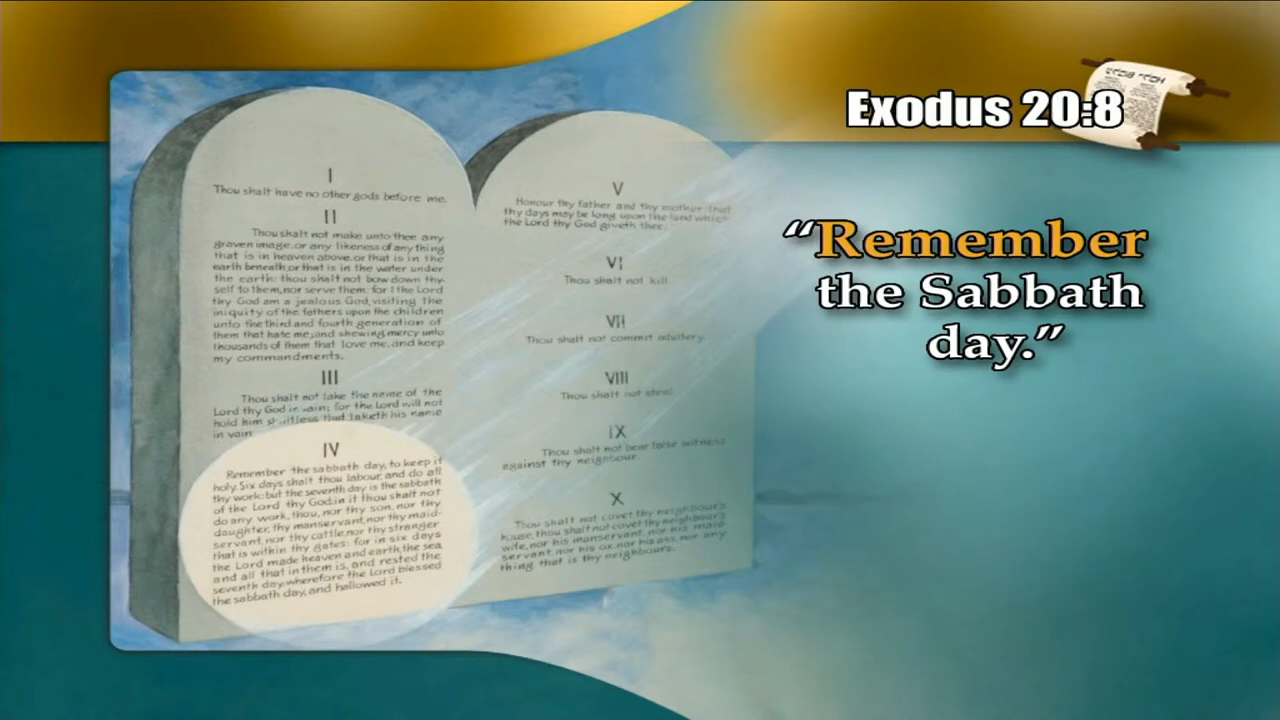 Exodus 20:8
"Remember
the Sabbath
day."
I
Thou shalt have no other gods before me.
II
Thou shalt not make unto thee any
graven image, or any likeness of any thing
that is in heaven above, or that is in the
earth beneath, or that is in the water under
the earth: thou shalt not bow down thy-
self to them, nor serve them: for I the Lord
thy God am a jealous God, visiting the
iniquity of the fathers upon the children
unto the third and fourth generation of
them that hate me; and shewing mercy unto
thousands of them that love me, and keep
my commandments.
III
Thou shalt not take the name of the
Lord thy God in vain; for the Lord will not
hold him guiltless that taketh his name
in vain.
IV
Remember the sabbath day, to keep it
holy. Six days shalt thou labour, and do all
thy work: but the seventh day is the sabbath
of the Lord thy God: in it thou shalt not
do any work, thou, nor thy son, nor thy
daughter, thy manservant, nor thy maid-
servant, nor thy cattle, nor thy stranger
that is within thy gates: for in six days
the Lord made heaven and earth, the sea,
and all that in them is, and rested the
seventh day: wherefore the Lord blessed
the sabbath day, and hallowed it.
V
Honour thy father and thy mother: that
thy days may be long upon the land which
the Lord thy God giveth thee.
VI
Thou shalt not kill.
VII
Thou shalt not commit adultery.
VIII
Thou shalt not steal.
IX
Thou shalt not bear false witness
against thy neighbour.
X
Thou shalt not covet thy neighbour's
house, thou shalt not covet thy neighbour's
wife, nor his manservant, nor his maid-
servant, nor his ox, nor his ass, nor any
thing that is thy neighbour's.